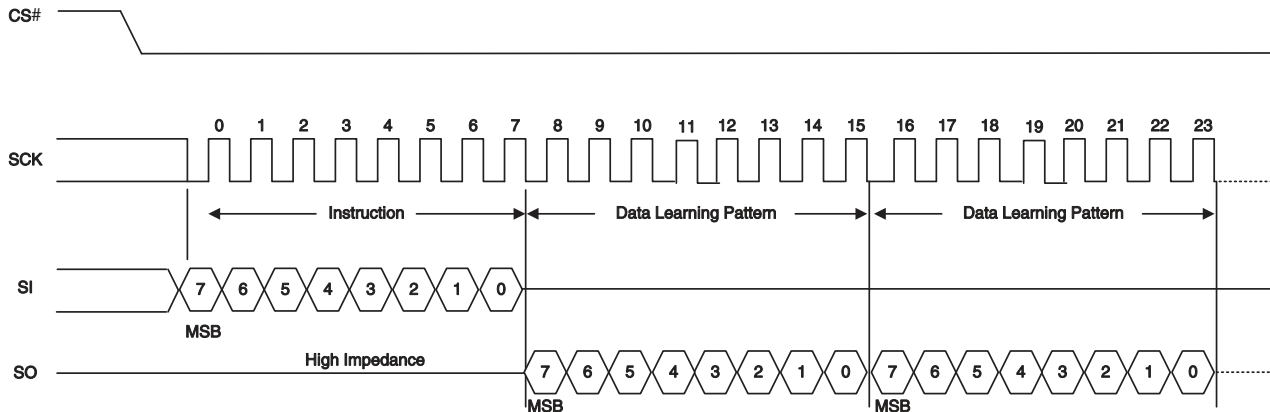 CS#
0 1 2 3 4 5 6 7 8 9 10 11 12 13 14 15 16 17 18 19 20 21 22 23
SCK
Instruction Data Learning Pattern Data Learning Pattern
SI 7 6 5 4 3 2 1 0
MSB
High Impedance
SO 7 6 5 4 3 2 1 0 7 6 5 4 3 2 1 0
MSB MSB